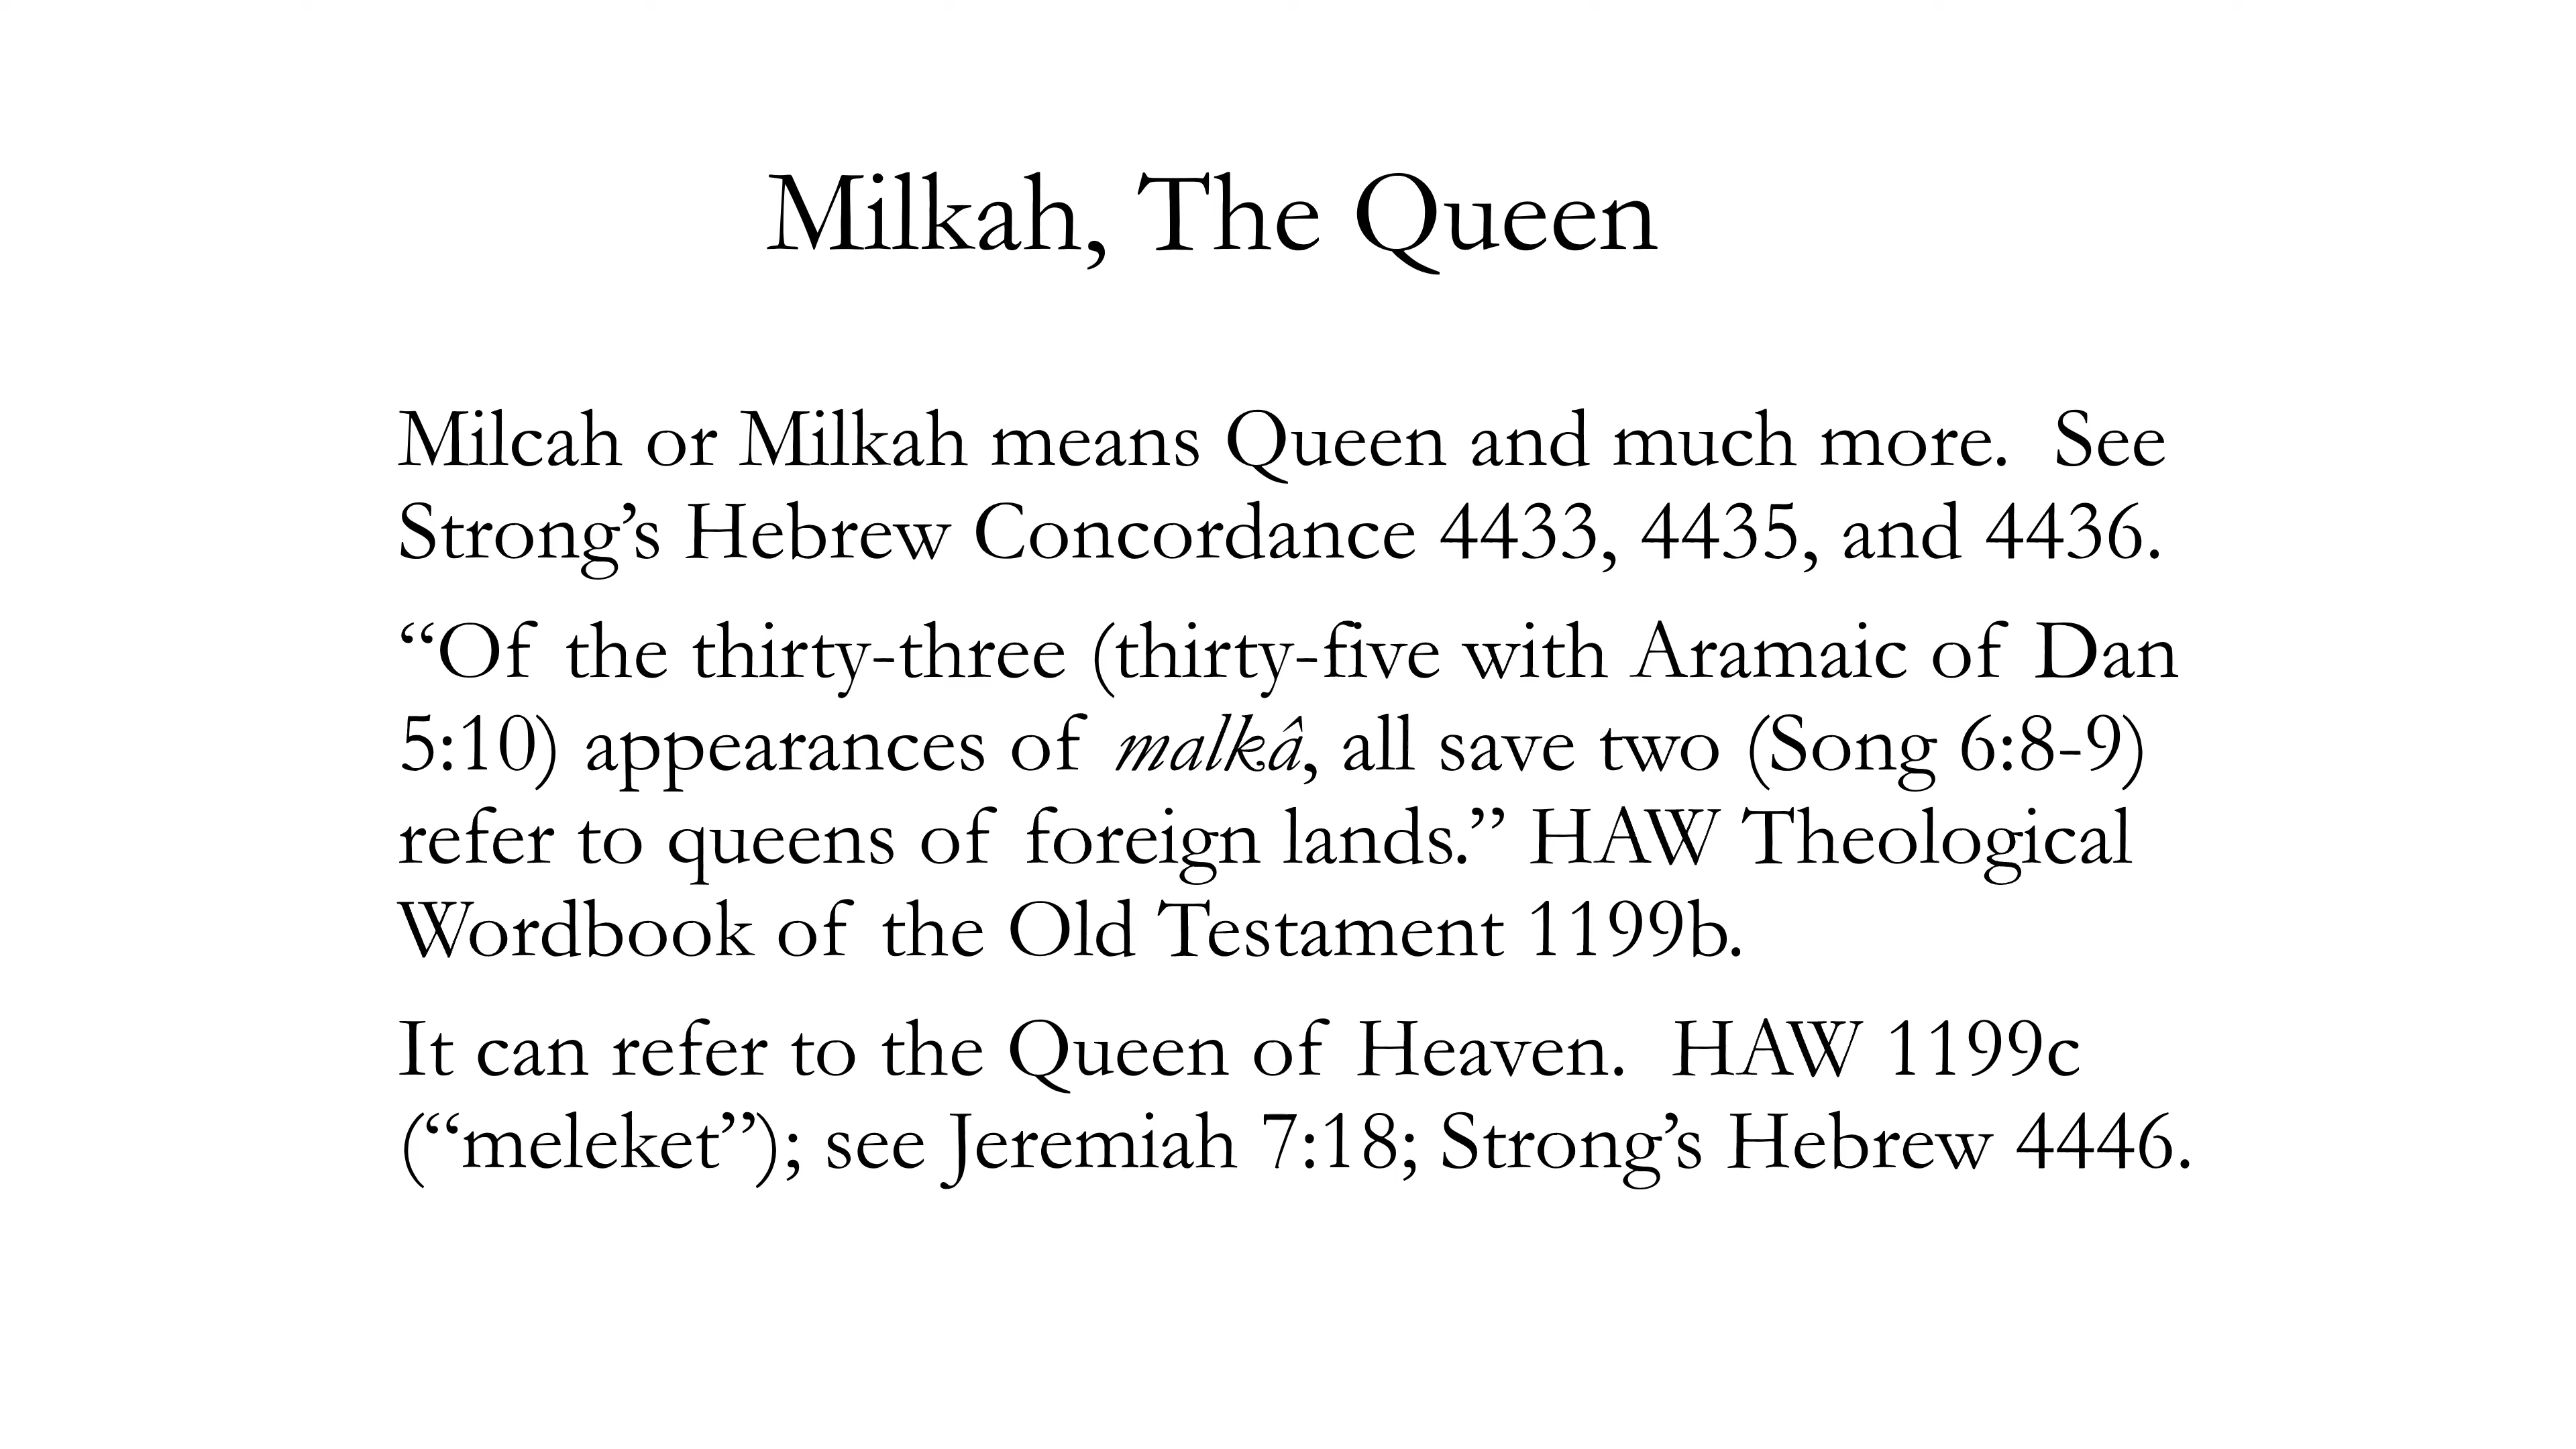 Milkah, The Queen
Milcah or Milkah means Queen and much more.  See
Strong’s Hebrew Concordance 4433, 4435, and 4436.
“Of the thirty-three (thirty-five with Aramaic of Dan
5:10) appearances of malkâ, all save two (Song 6:8-9)
refer to queens of foreign lands.” HAW Theological
Wordbook of the Old Testament 1199b.
It can refer to the Queen of Heaven.  HAW 1199c
(“meleket”); see Jeremiah 7:18; Strong’s Hebrew 4446.